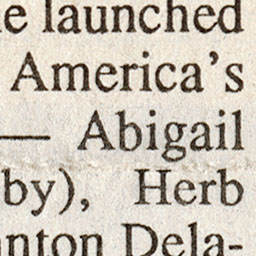 e launched
America's
— Abigail
by), Herb
nton Dela-